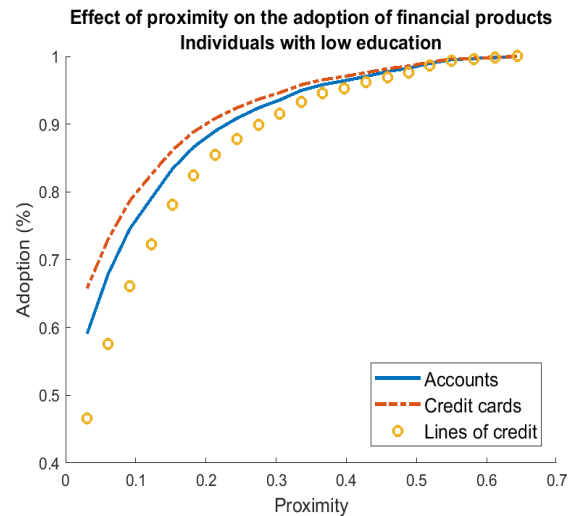 Effect of proximity on the adoption of financial products
Individuals with low education
1
0.9
0.8
0.7
0.6
0.5
0.4
Adoption (%)
Accounts
Credit cards
Lines of credit
0 0.1 0.2 0.3 0.4 0.5 0.6 0.7
Proximity